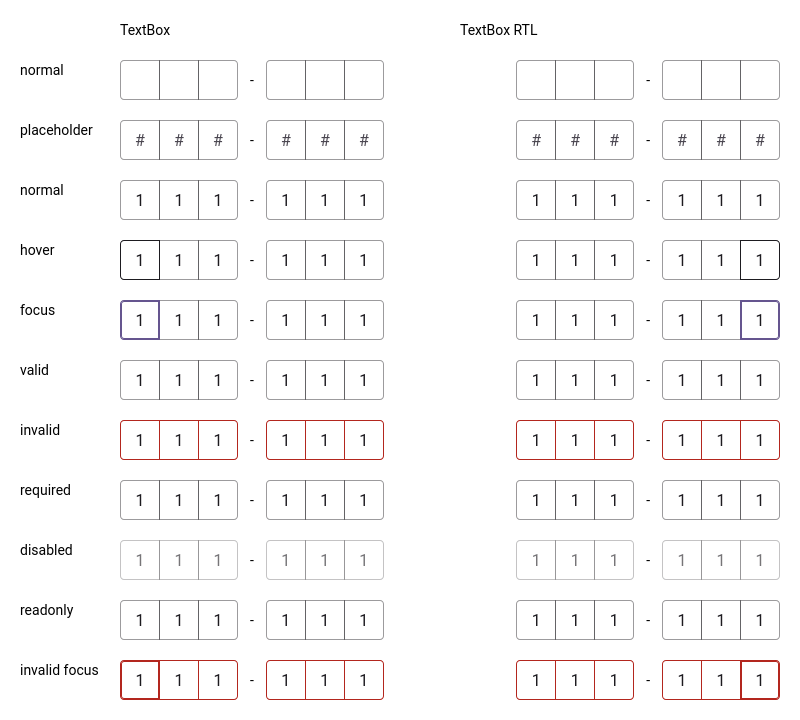 TextBox TextBox RTL
normal - -
placeholder # # # - # # # # # # - # # #
normal 1 1 1 - 1 1 1 1 1 1 - 1 1 1
hover 1 1 1 - 1 1 1 1 1 1 - 1 1 1
focus 1 1 1 - 1 1 1 1 1 1 - 1 1 1
valid 1 1 1 - 1 1 1 1 1 1 - 1 1 1
invalid 1 1 1 - 1 1 1 1 1 1 - 1 1 1
required 1 1 1 - 1 1 1 1 1 1 - 1 1 1
disabled 1 1 1 - 1 1 1 1 1 1 - 1 1 1
readonly 1 1 1 - 1 1 1 1 1 1 - 1 1 1
invalid focus 1 1 1 - 1 1 1 1 1 1 - 1 1 1